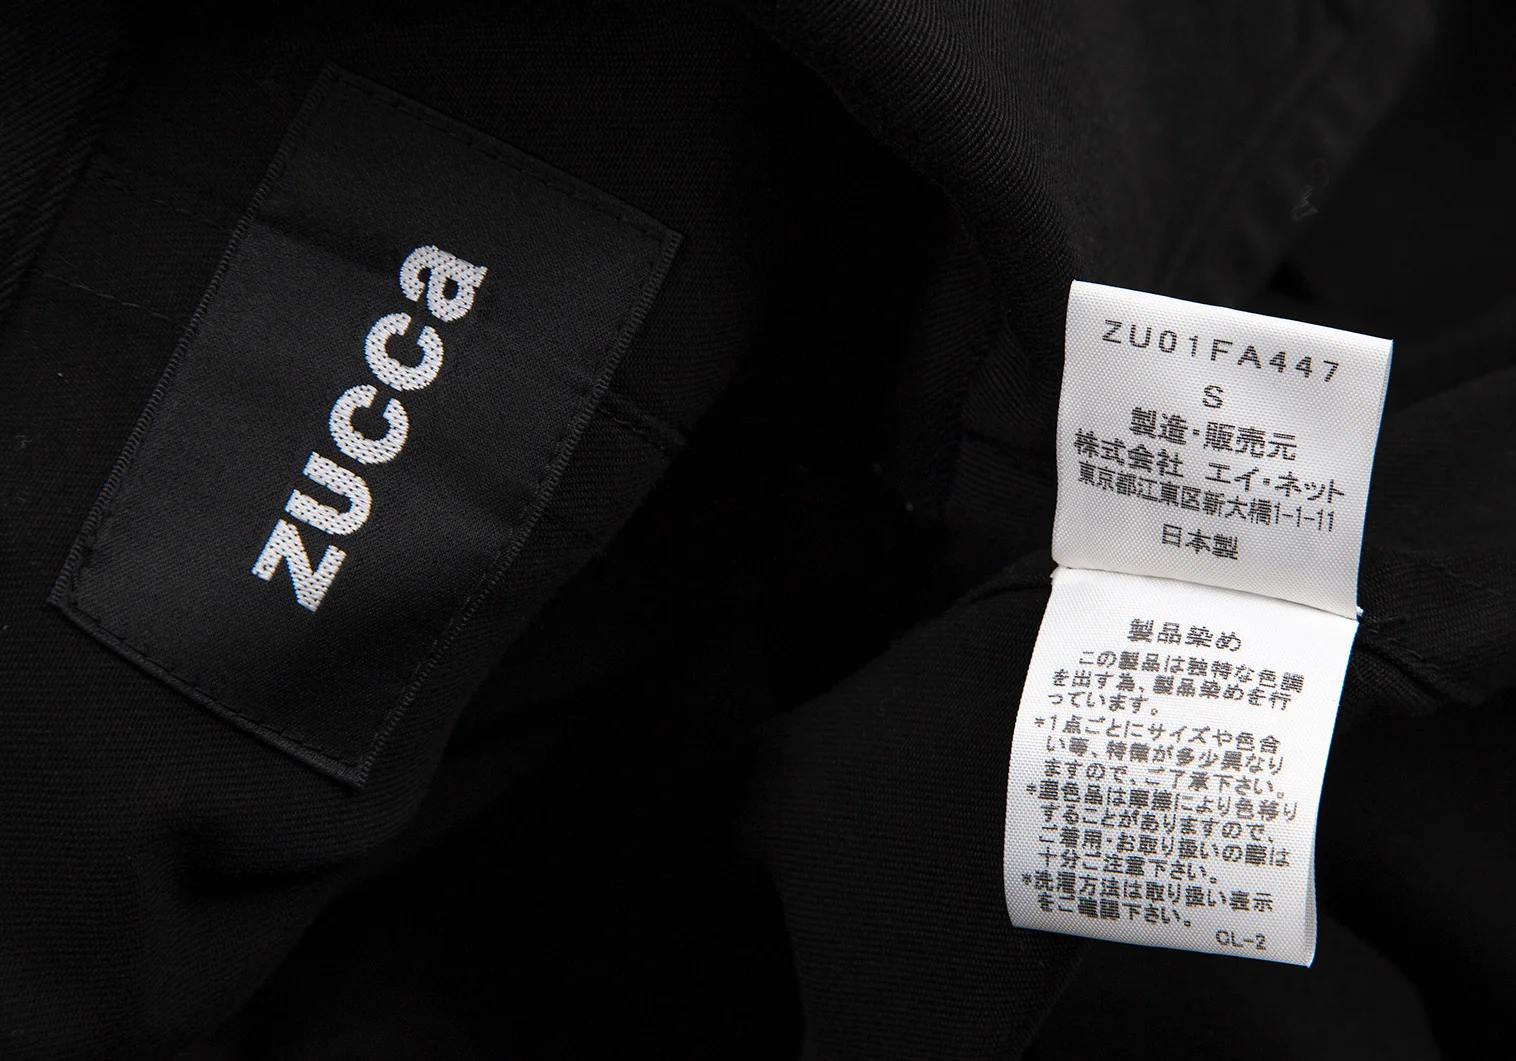 zucca
ZU01FA447
S
製造・販売元
株式会社 エイ・ネット
東京都江東区新大橋1-1-11
日本製
製品染め
この製品は独特な色調
を出す為、製品染めを行
っています。
*1点ごとにサイズや色合
い等、特徴が多少異なり
ますので、ご了承下さい。
*濃色品は摩擦により色移り
することがありますので、
ご着用・お取り扱いの際は
十分ご注意下さい。
*洗濯方法は取り扱い表示
をご確認下さい。
CL-2